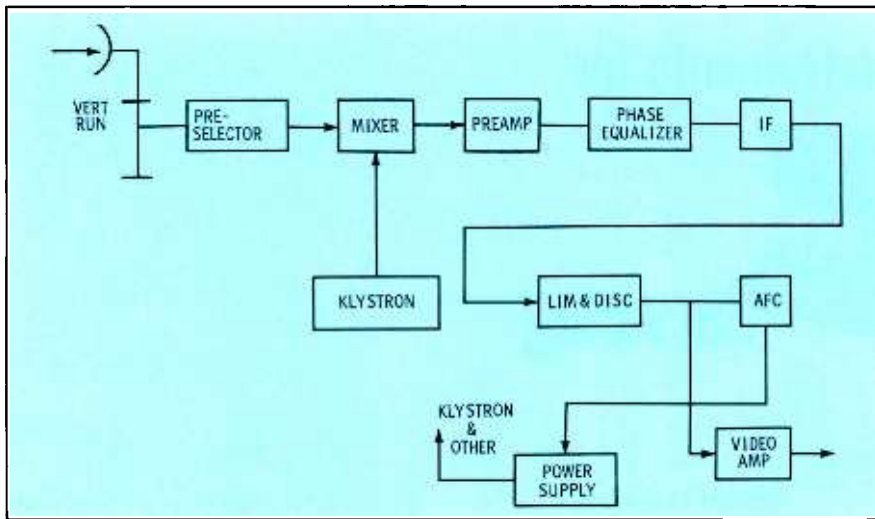 VERT
RUN
PRE-
SELECTOR
MIXER
PREAMP
PHASE
EQUALIZER
IF
KLYSTRON
LIM & DISC
AFC
KLYSTRON
&
OTHER
POWER
SUPPLY
VIDEO
AMP